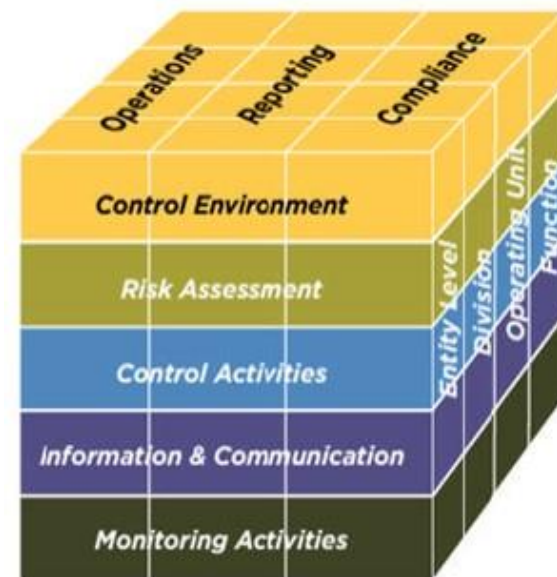 Operations
Reporting
Compliance
Control Environment
Risk Assessment
Control Activities
Information & Communication
Monitoring Activities
Entity Level
Division
Operating Unit
Function